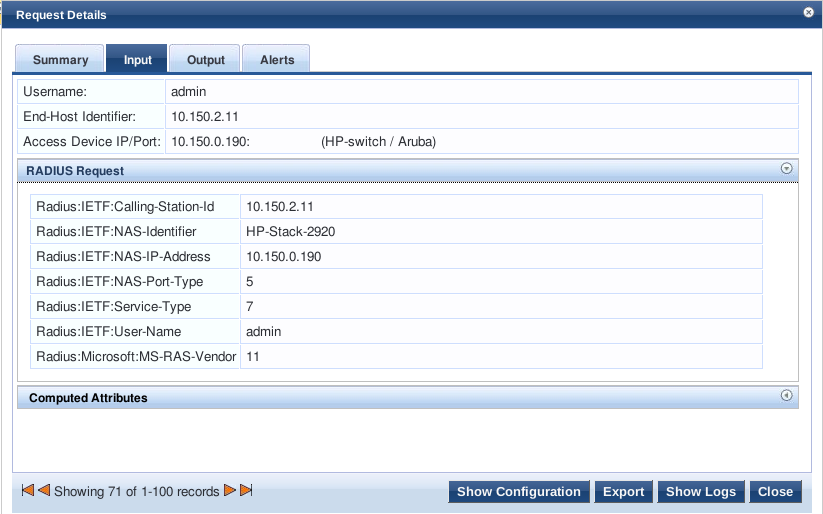 Request Details
Summary Input Output Alerts
Username: admin
End-Host Identifier: 10.150.2.11
Access Device IP/Port: 10.150.0.190: (HP-switch / Aruba)
RADIUS Request
Radius:IETF:Calling-Station-Id 10.150.2.11
Radius:IETF:NAS-Identifier HP-Stack-2920
Radius:IETF:NAS-IP-Address 10.150.0.190
Radius:IETF:NAS-Port-Type 5
Radius:IETF:Service-Type 7
Radius:IETF:User-Name admin
Radius:Microsoft:MS-RAS-Vendor 11
Computed Attributes
Showing 71 of 1-100 records Show Configuration Export Show Logs Close